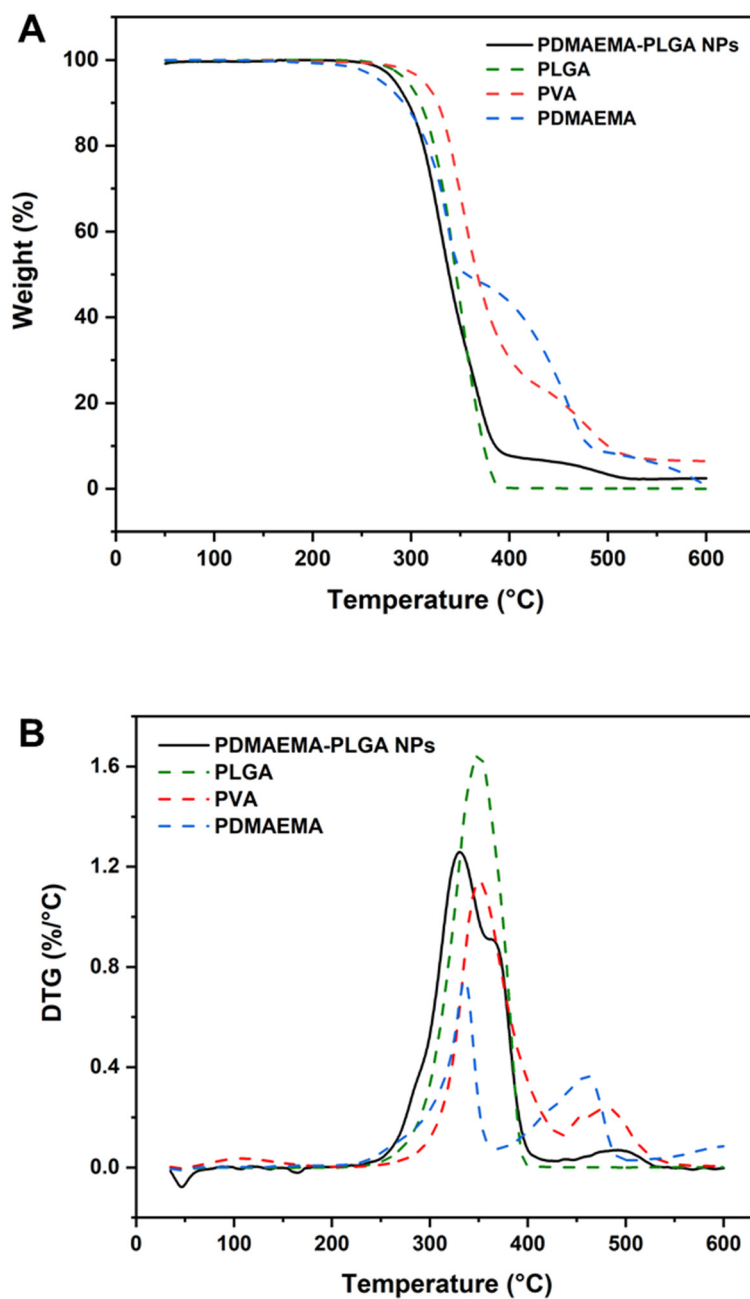 A
PDMAEMA-PLGA NPs
PLGA
PVA
PDMAEMA
100
80
60
40
20
0
Weight (%)
0 100 200 300 400 500 600
Temperature (°C)
B
PDMAEMA-PLGA NPs
PLGA
PVA
PDMAEMA
1.6
1.2
0.8
0.4
0.0
DTG (%/°C)
0 100 200 300 400 500 600
Temperature (°C)